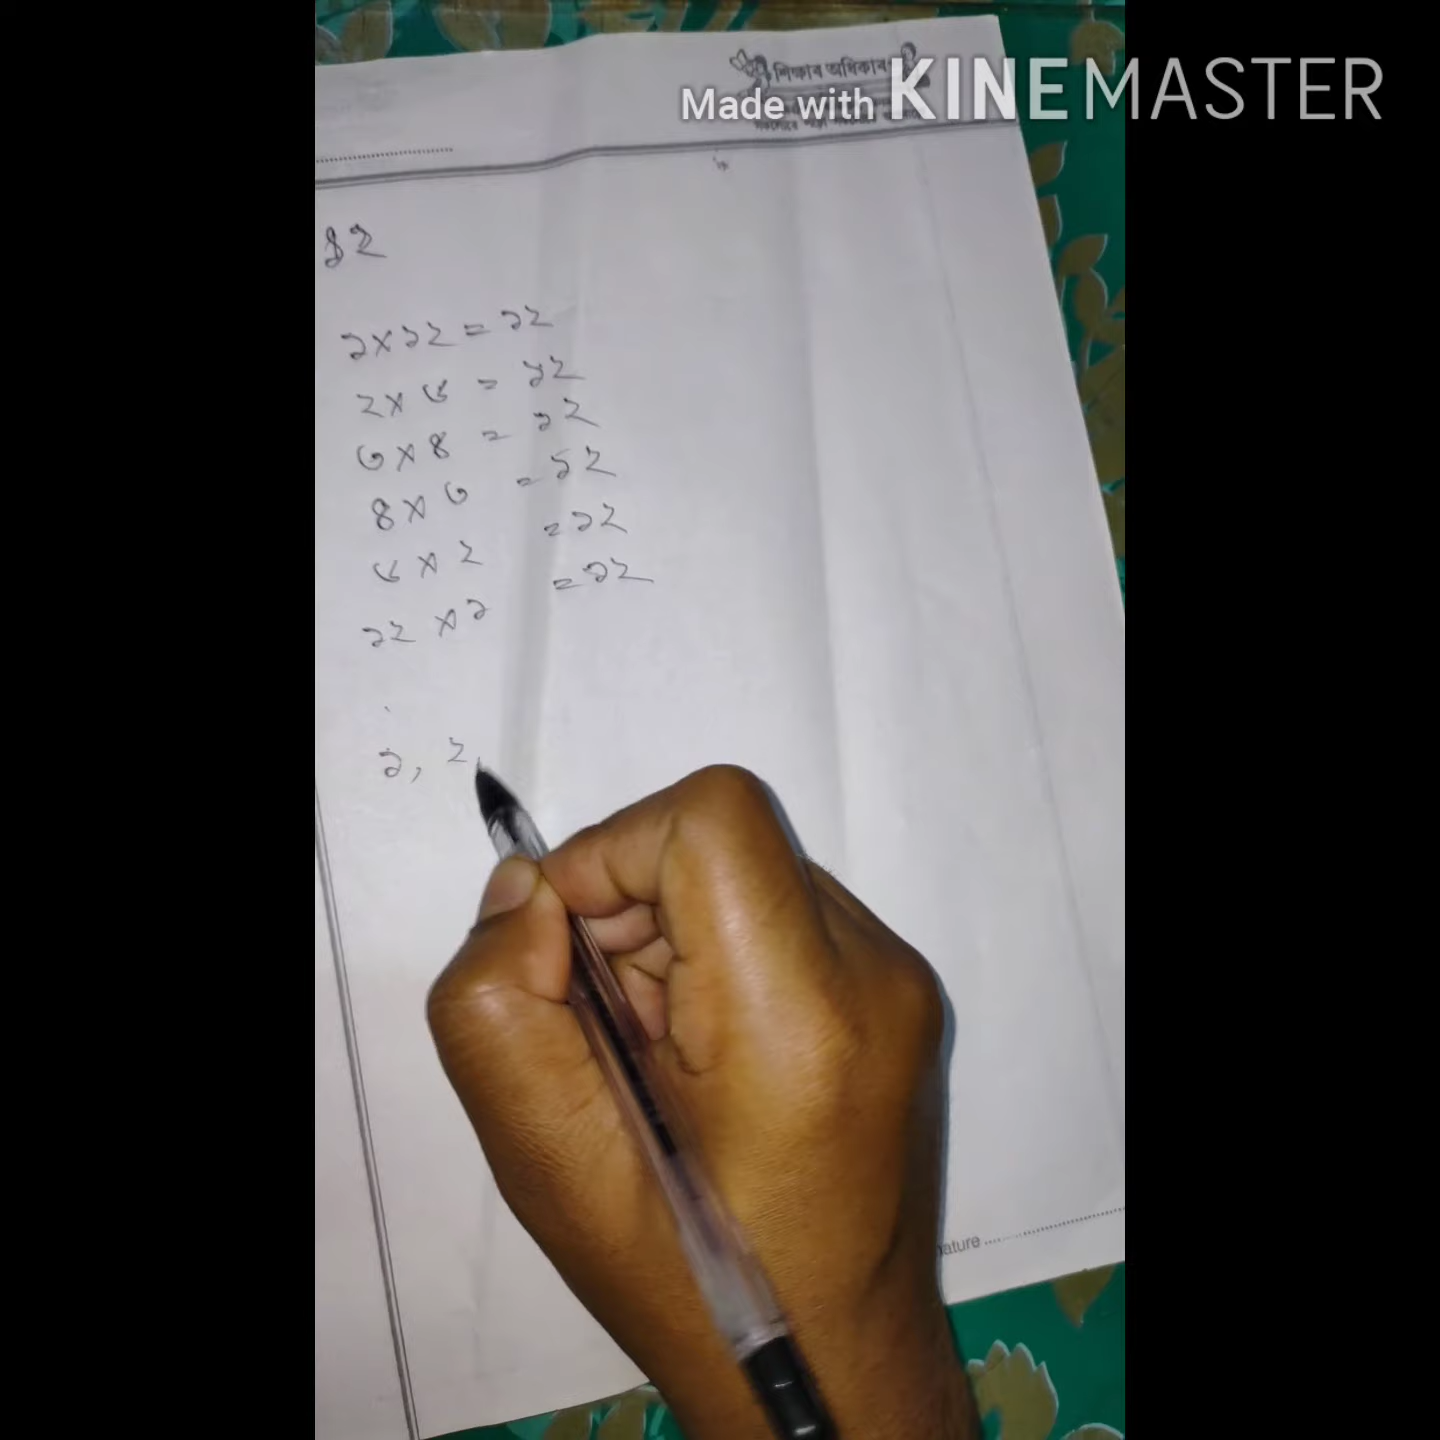 শিক্ষার অধিকার
Made with KINEMASTER
১২
১×১২ = ১২
২×৬ = ১২
৩×৪ = ১২
৪×৩ = ১২
৬×২ = ১২
১২×১ = ১২
১, ২,
nature